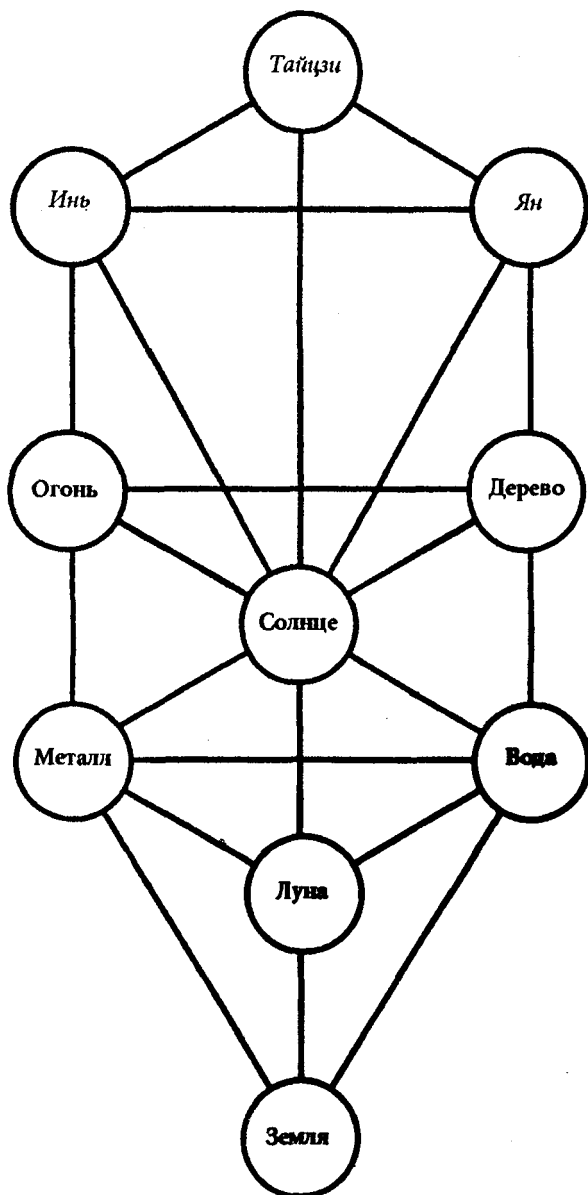 Тайцзи
Инь
Ян
Огонь
Дерево
Солнце
Металл
Вода
Луна
Земля